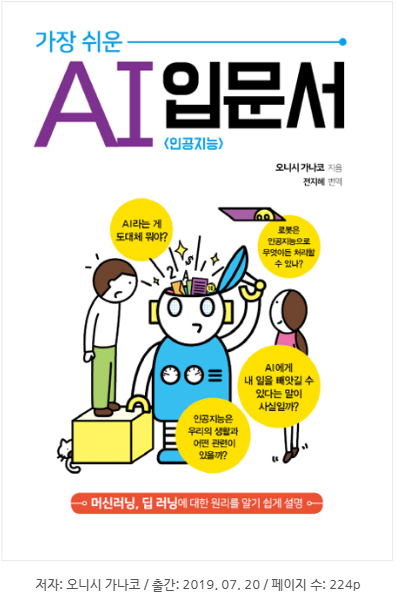 가장 쉬운
AI 입문서
<인공지능>
오니시 가나코 지음
전지혜 번역
AI라는 게
도대체 뭐야?
로봇은
인공지능으로
무엇이든 처리할
수 있나?
AI에게
내 일을 빼앗길 수
있다는 말이
사실일까?
인공지능은
우리의 생활과
어떤 관련이
있을까?
머신러닝, 딥 러닝에 대한 원리를 알기 쉽게 설명
저자: 오니시 가나코 / 출간: 2019. 07. 20 / 페이지 수: 224p